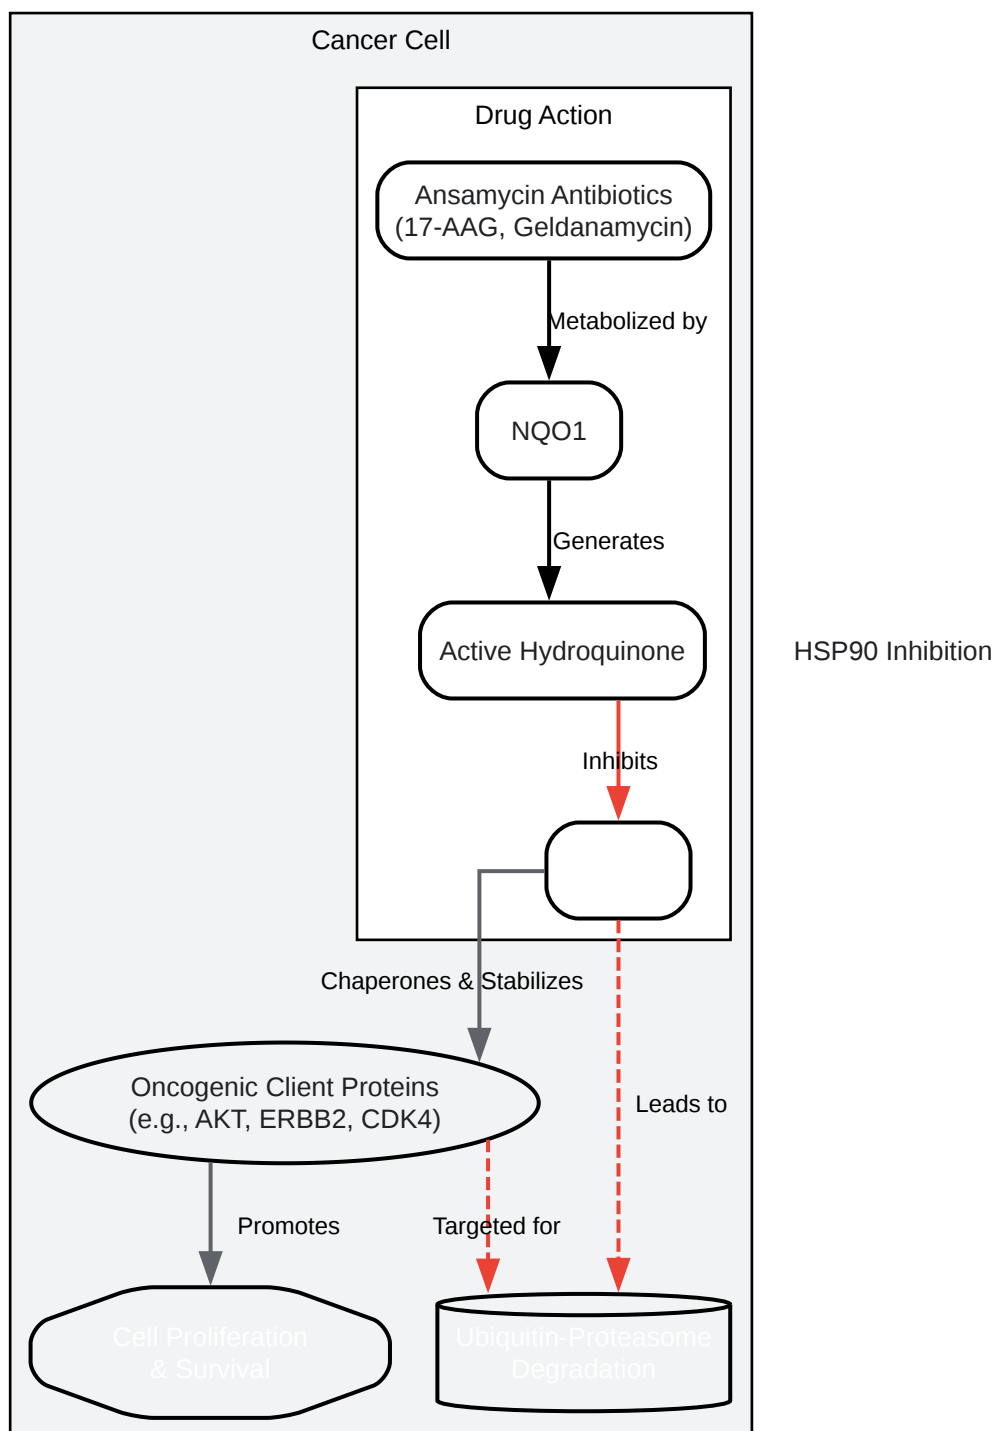 Cancer Cell
Drug Action
Ansamycin Antibiotics
(17-AAG, Geldanamycin)
Metabolized by
NQO1
Generates
Active Hydroquinone
HSP90 Inhibition
Inhibits
Chaperones & Stabilizes
Oncogenic Client Proteins
(e.g., AKT, ERBB2, CDK4)
Leads to
Promotes
Targeted for
Cell Proliferation
& Survival
Ubiquitin-Proteasome
Degradation